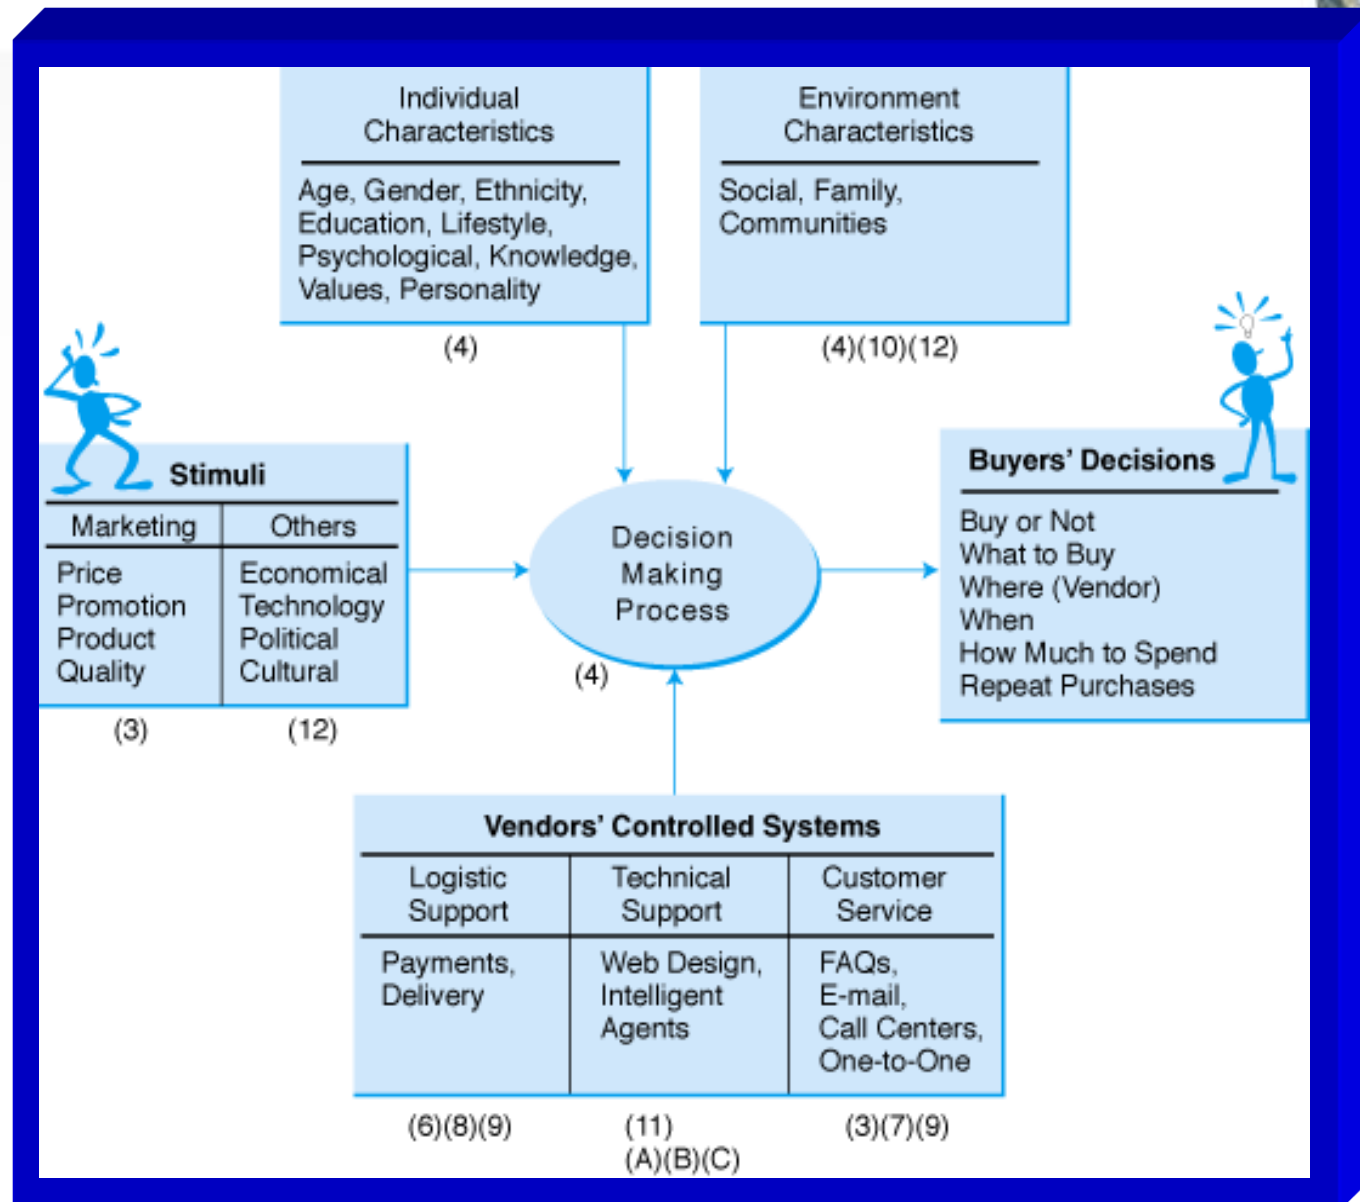 Individual
Characteristics
Age, Gender, Ethnicity,
Education, Lifestyle,
Psychological, Knowledge,
Values, Personality
(4)
Environment
Characteristics
Social, Family,
Communities
(4)(10)(12)
Stimuli
Marketing
Price
Promotion
Product
Quality
(3)
Others
Economical
Technology
Political
Cultural
(12)
Decision
Making
Process
(4)
Buyers’ Decisions
Buy or Not
What to Buy
Where (Vendor)
When
How Much to Spend
Repeat Purchases
Vendors’ Controlled Systems
Logistic
Support
Payments,
Delivery
(6)(8)(9)
Technical
Support
Web Design,
Intelligent
Agents
(11)
(A)(B)(C)
Customer
Service
FAQs,
E-mail,
Call Centers,
One-to-One
(3)(7)(9)